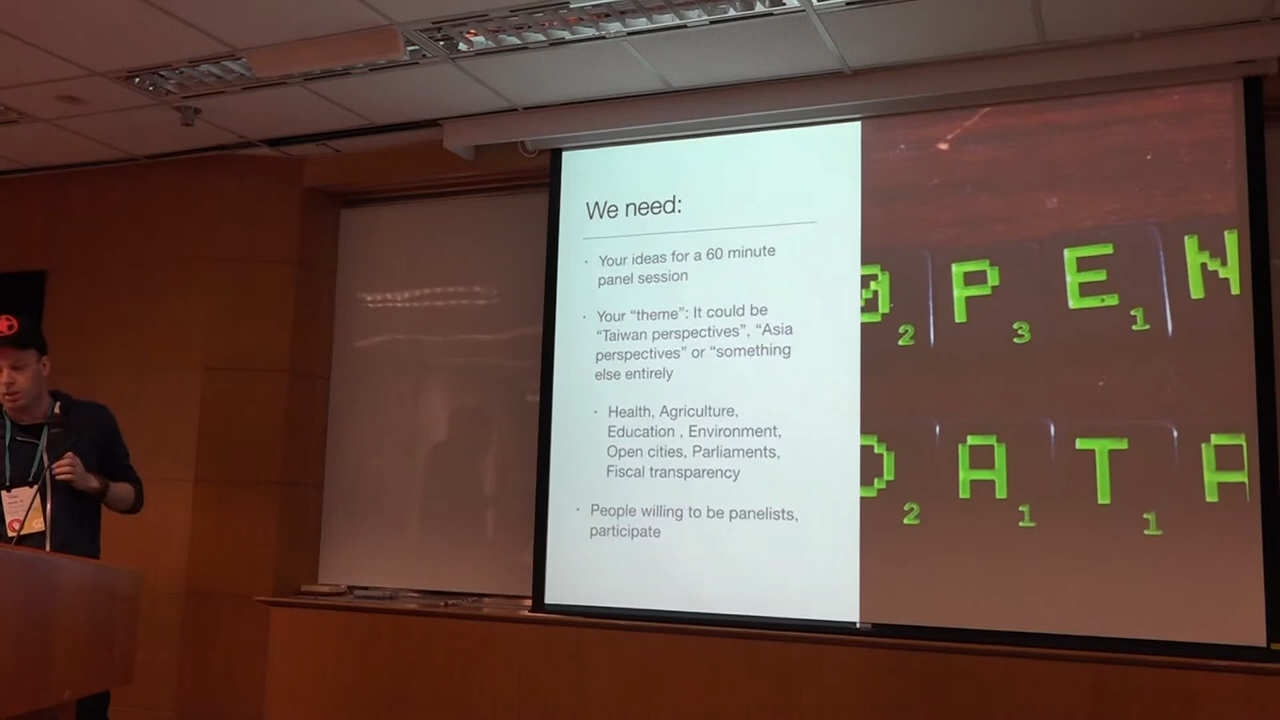 We need:
· Your ideas for a 60 minute
panel session
· Your “theme”: It could be
“Taiwan perspectives”, “Asia
perspectives” or “something
else entirely
· Health, Agriculture,
Education , Environment,
Open cities, Parliaments,
Fiscal transparency
· People willing to be panelists,
participate
OPEN
2 3 1
DATA
2 1 1